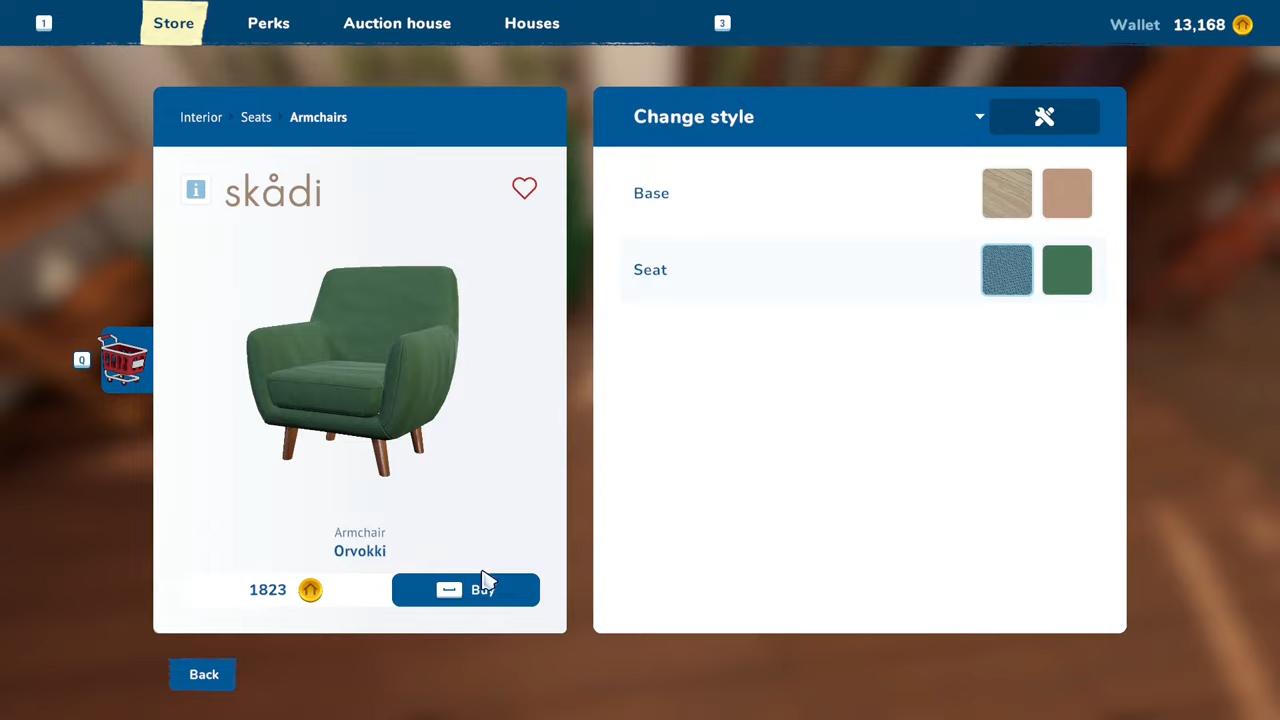 1
Store
Perks
Auction house
Houses
3
Wallet 13,168
Interior Seats Armchairs
Change style
i
skådi
Base
Seat
Q
Armchair
Orvokki
1823
Buy
Back